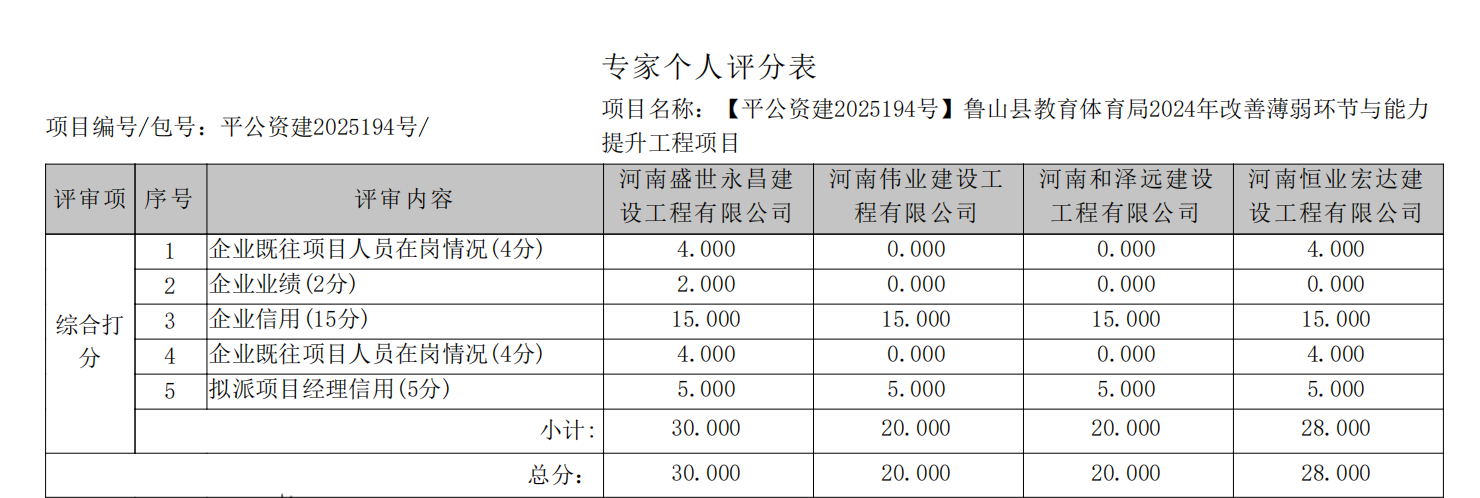 专家个人评分表
项目编号/包号: 平公资建2025194号/
项目名称: 【平公资建2025194号】鲁山县教育体育局2024年改善薄弱环节与能力
提升工程项目
评审项 序号 评审内容 河南盛世永昌建设工程有限公司 河南伟业建设工程有限公司 河南和泽远建设工程有限公司 河南恒业宏达建设工程有限公司
综合打分
1 企业既往项目人员在岗情况(4分) 4.000 0.000 0.000 4.000
2 企业业绩(2分) 2.000 0.000 0.000 0.000
3 企业信用(15分) 15.000 15.000 15.000 15.000
4 企业既往项目人员在岗情况(4分) 4.000 0.000 0.000 4.000
5 拟派项目经理信用(5分) 5.000 5.000 5.000 5.000
小计: 30.000 20.000 20.000 28.000
总分: 30.000 20.000 20.000 28.000